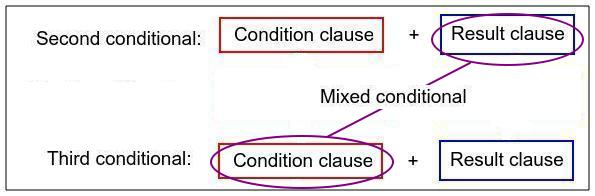 Second conditional: Condition clause + Result clause
Mixed conditional
Third conditional: Condition clause + Result clause